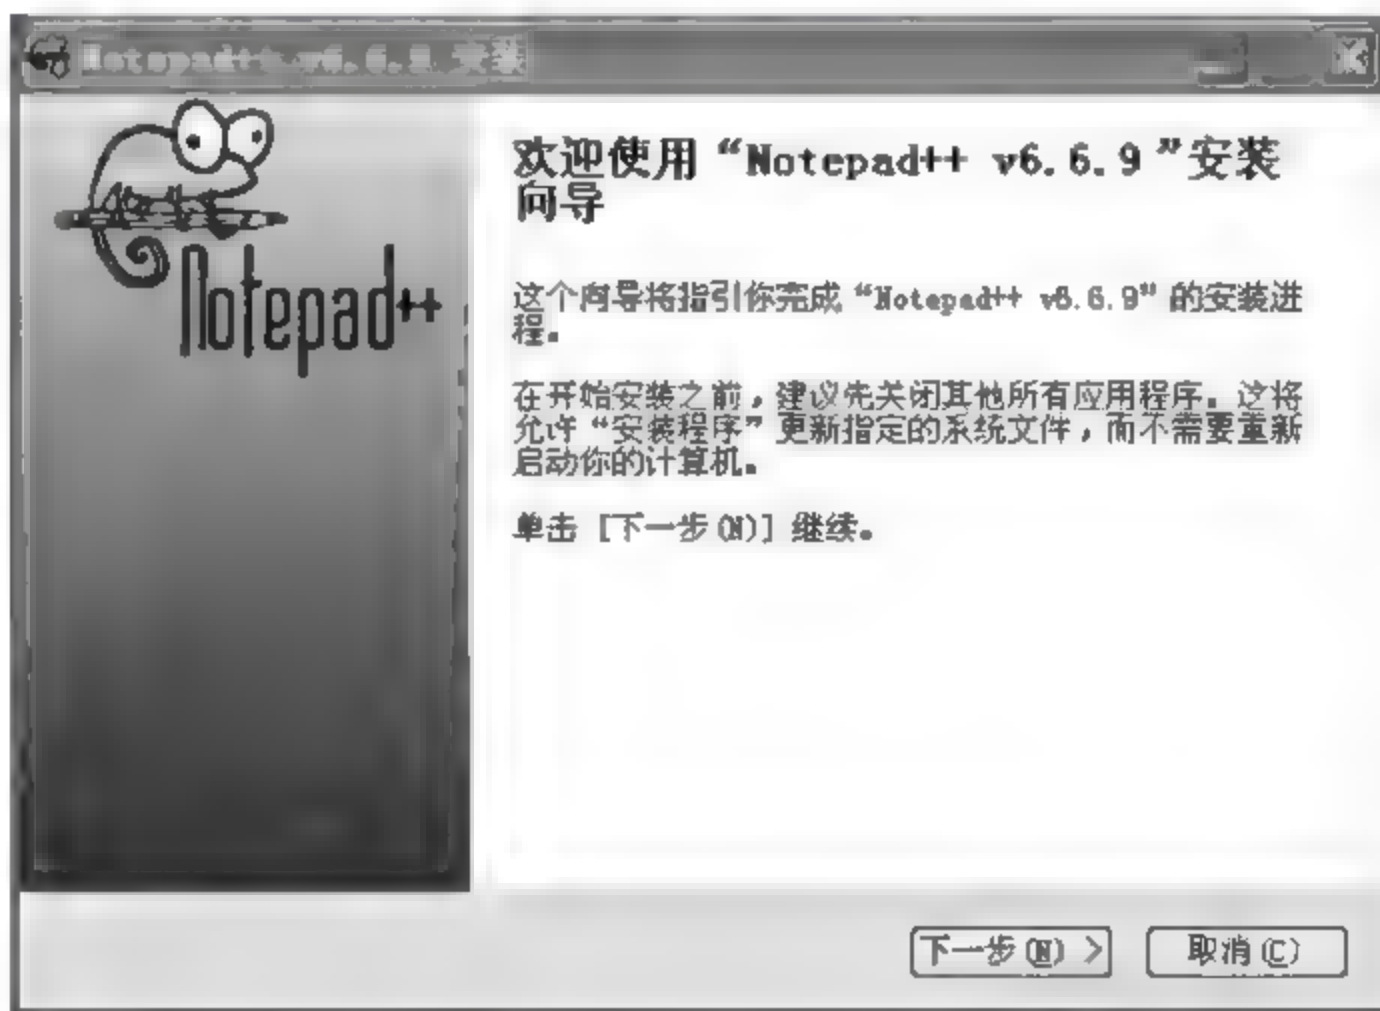 安装
Notepad++
欢迎使用“Notepad++ v6.6.9”安装
向导
这个向导将指引你完成“Notepad++ v6.6.9”的安装进
程。
在开始安装之前，建议先关闭其他所有应用程序。这将
允许“安装程序”更新指定的系统文件，而不需要重新
启动你的计算机。
单击 [下一步(N)] 继续。
下一步(N) >
取消(C)